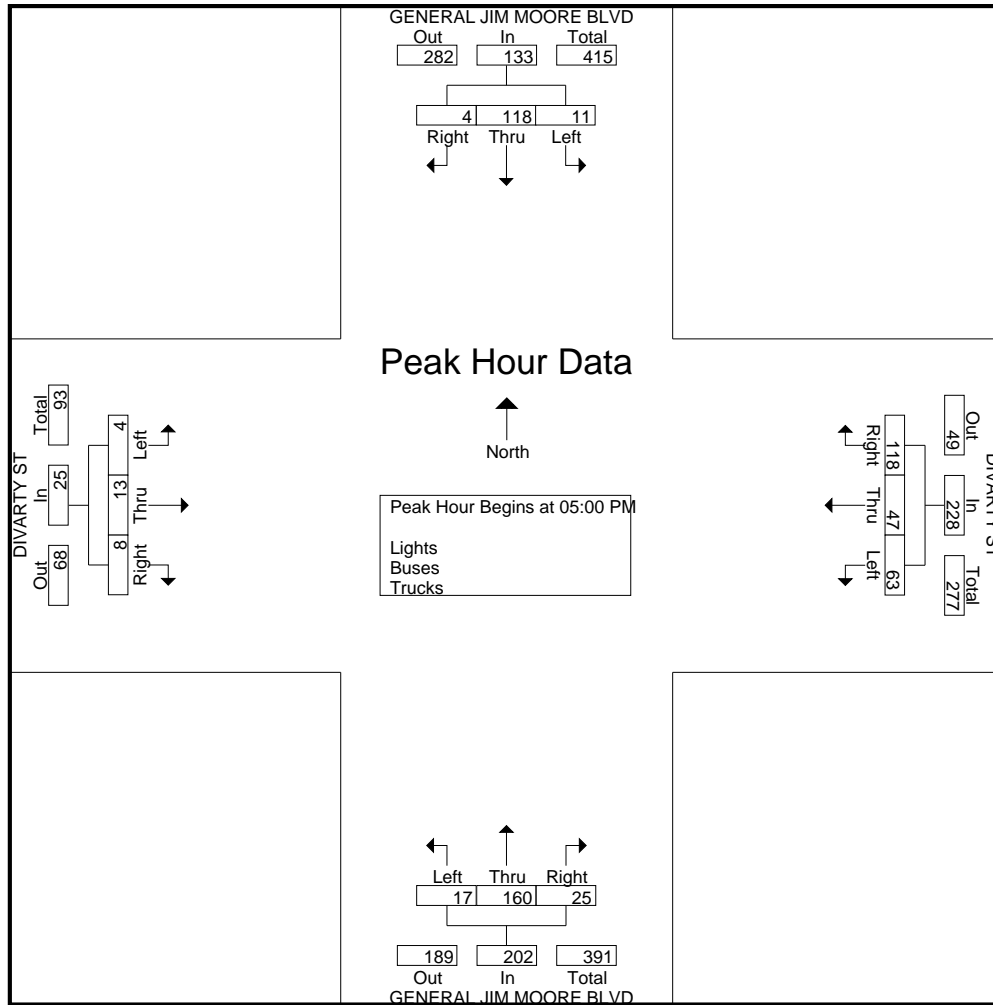 GENERAL JIM MOORE BLVD
Out In Total
282 133 415
4 118 11
Right Thru Left
Peak Hour Data
North
Peak Hour Begins at 05:00 PM
Lights
Buses
Trucks
DIVARTY ST
Out In Total
68 25 93
Left Thru Right
4 13 8
DIVARTY ST
Out In Total
49 228 277
Right Thru Left
118 47 63
Left Thru Right
17 160 25
189 202 391
Out In Total
GENERAL JIM MOORE BLVD